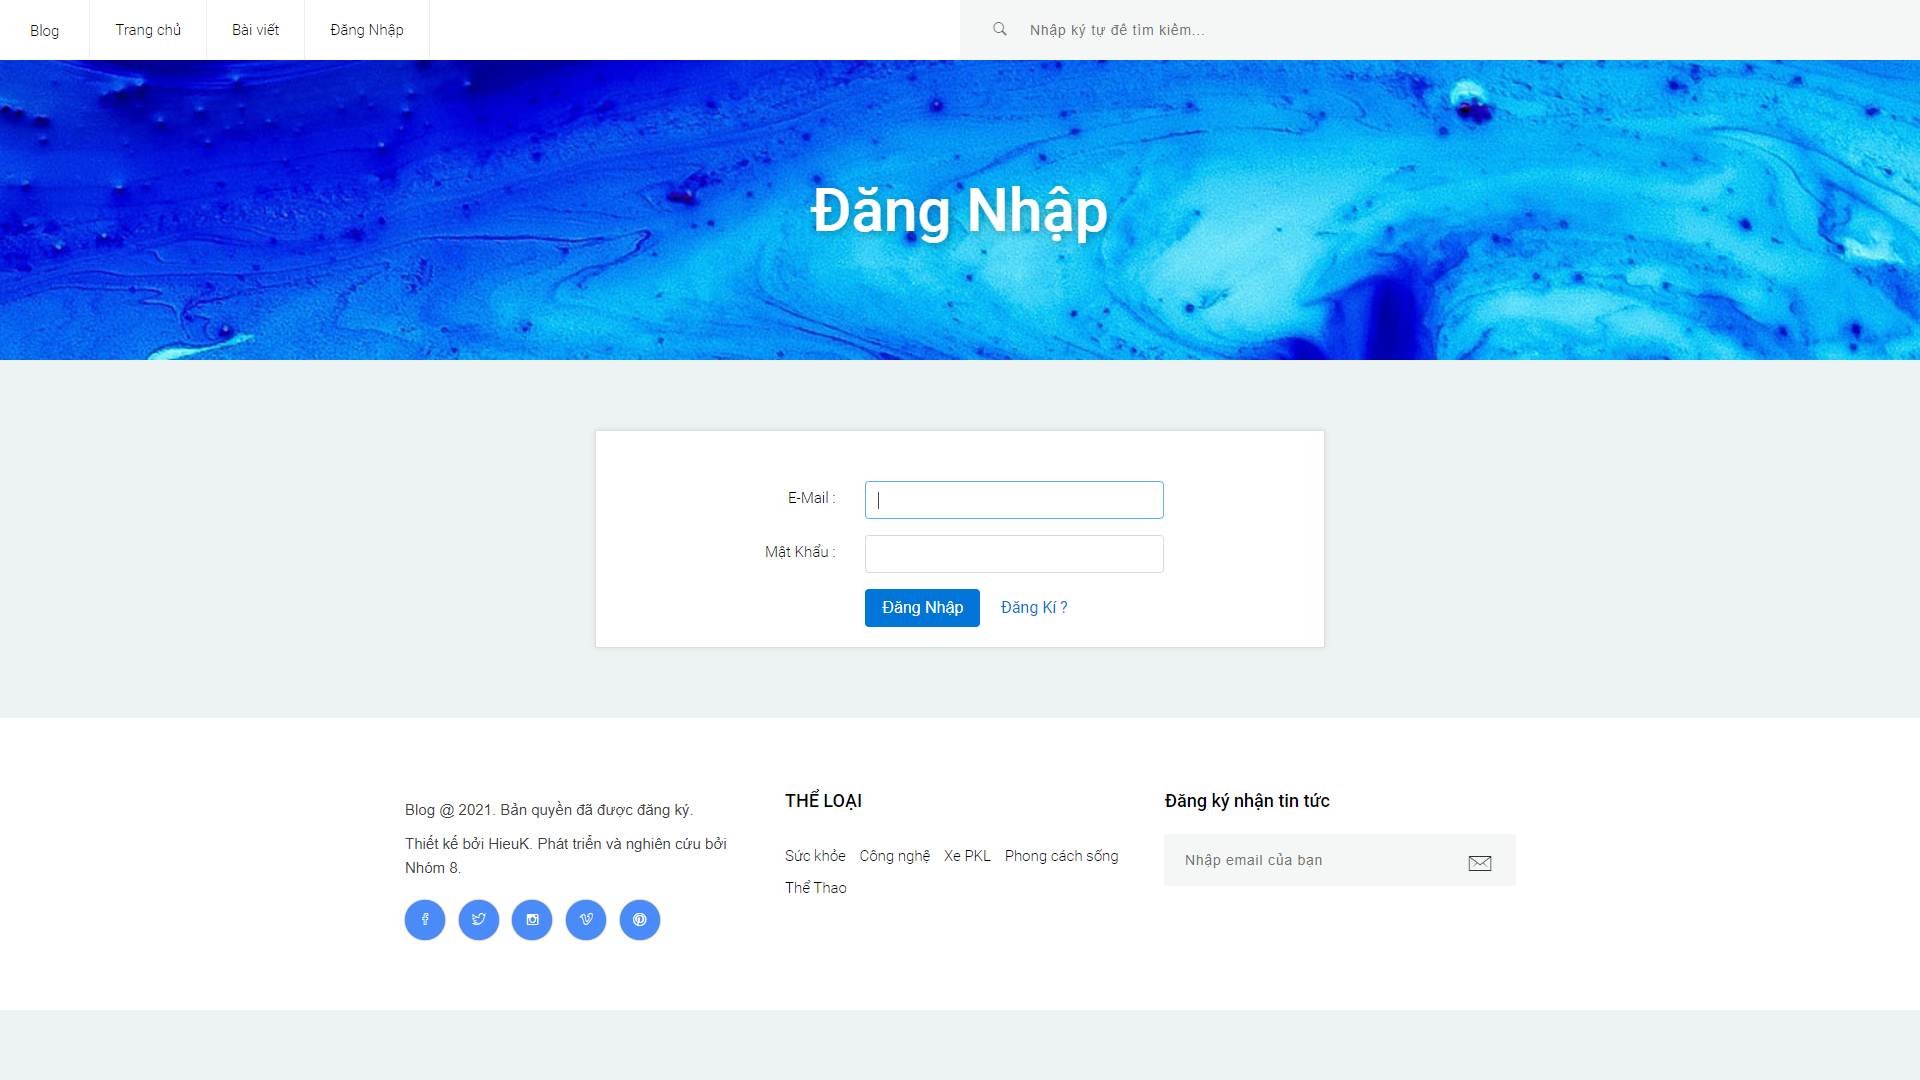 Blog
Trang chủ
Bài viết
Đăng Nhập
Nhập ký tự để tìm kiếm...
Đăng Nhập
E-Mail :
Mật Khẩu :
Đăng Nhập
Đăng Kí ?
Blog @ 2021. Bản quyền đã được đăng ký.
Thiết kế bởi HieuK. Phát triển và nghiên cứu bởi
Nhóm 8.
THỂ LOẠI
Sức khỏe
Công nghệ
Xe PKL
Phong cách sống
Thể Thao
Đăng ký nhận tin tức
Nhập email của bạn